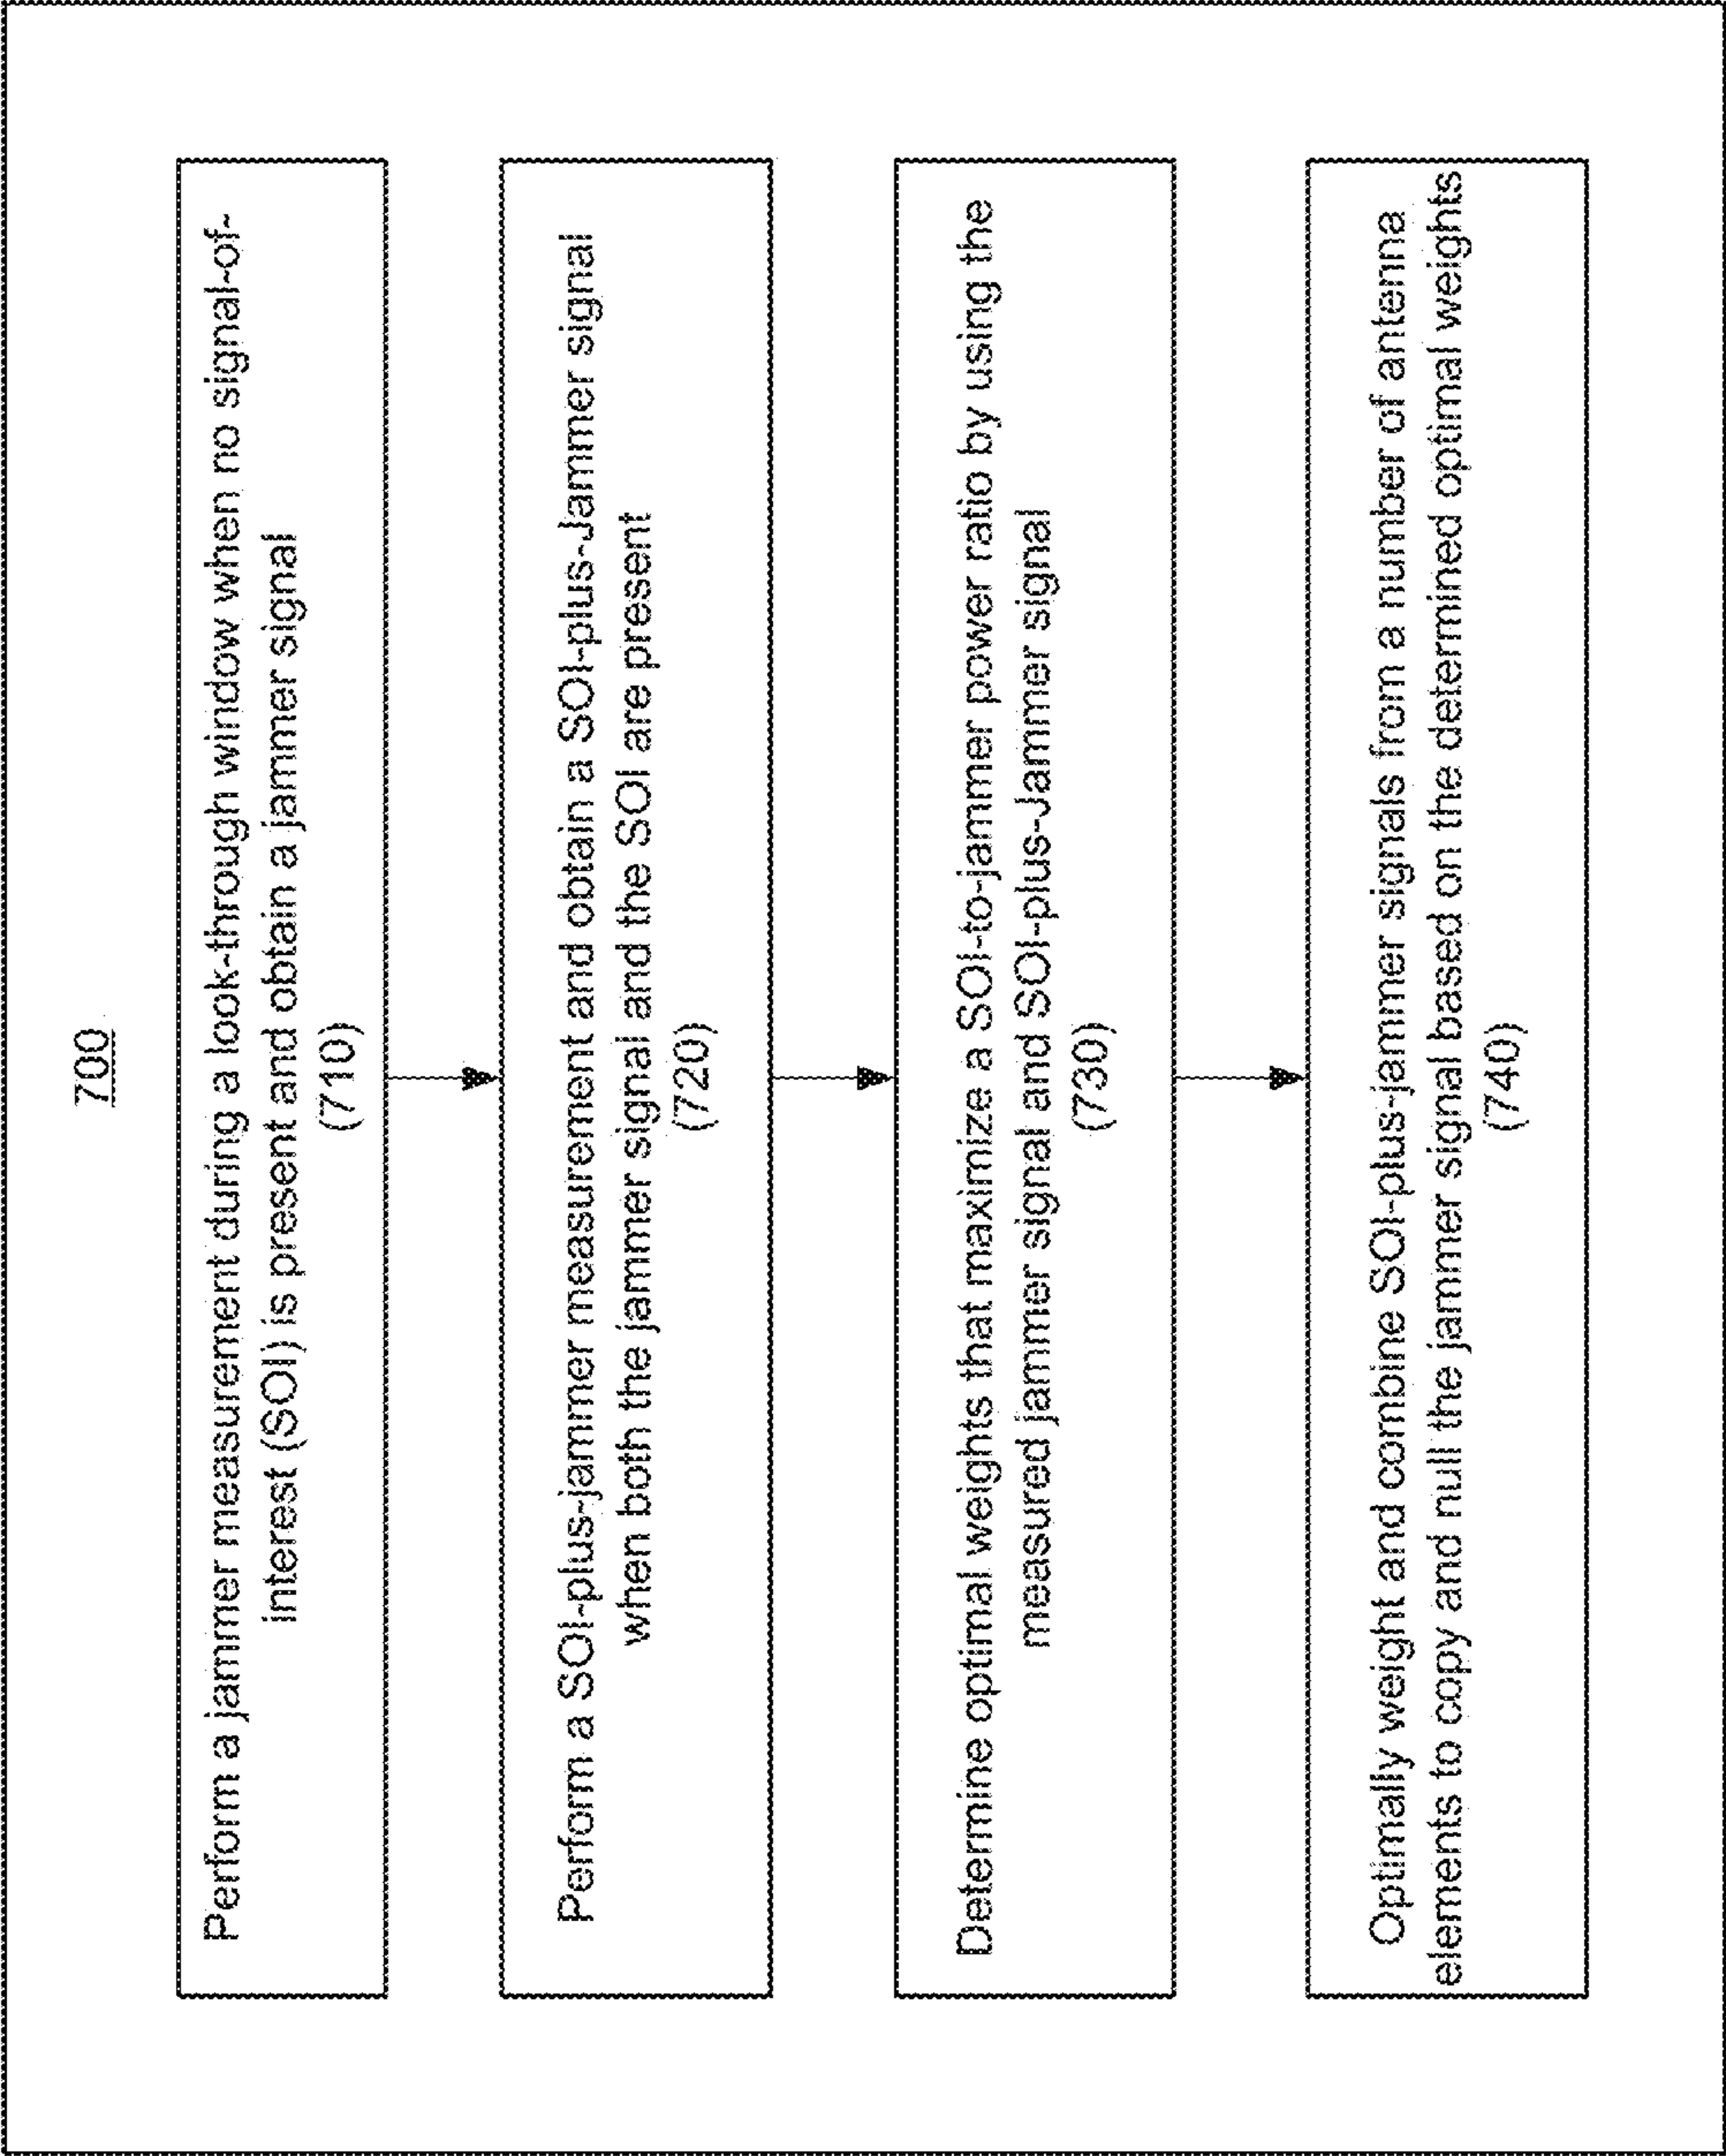 700
Perform a jammer measurement during a look-through window when no signal-of-
interest (SOI) is present and obtain a jammer signal
(710)
Perform a SOI-plus-jammer measurement and obtain a SOI-plus-Jammer signal
when both the jammer signal and the SOI are present
(720)
Determine optimal weights that maximize a SOI-to-jammer power ratio by using the
measured jammer signal and SOI-plus-Jammer signal
(730)
Optimally weight and combine SOI-plus-jammer signals from a number of antenna
elements to copy and null the jammer signal based on the determined optimal weights
(740)